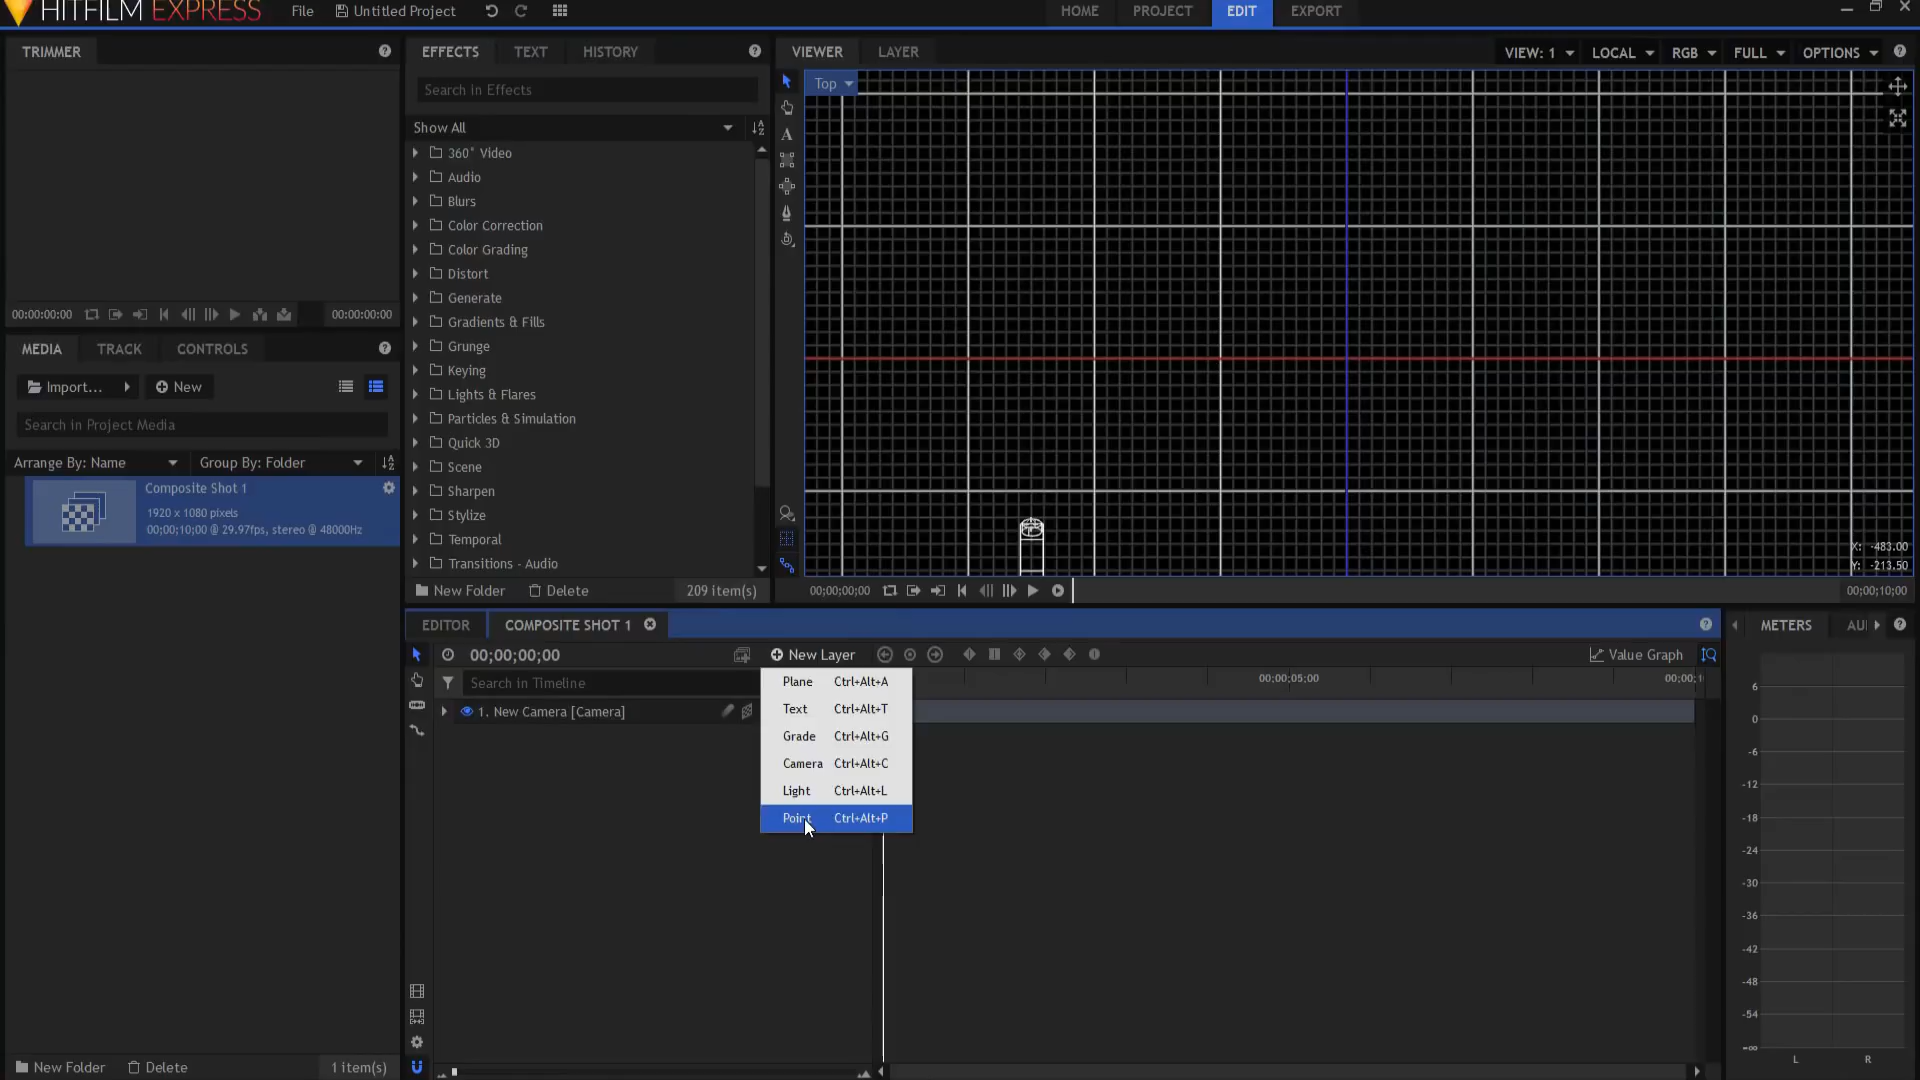 HITFILM EXPRESS
File
Untitled Project
HOME
PROJECT
EDIT
EXPORT
TRIMMER
00:00:00:00
00:00:00:00
MEDIA
TRACK
CONTROLS
Import...
New
Search in Project Media
Arrange By: Name
Group By: Folder
Composite Shot 1
1920 x 1080 pixels
00;00;10;00 @ 29.97fps, stereo @ 48000Hz
New Folder
Delete
1 item(s)
EFFECTS
TEXT
HISTORY
Search in Effects
Show All
360° Video
Audio
Blurs
Color Correction
Color Grading
Distort
Generate
Gradients & Fills
Grunge
Keying
Lights & Flares
Particles & Simulation
Quick 3D
Scene
Sharpen
Stylize
Temporal
Transitions - Audio
New Folder
Delete
209 item(s)
VIEWER
LAYER
VIEW: 1
LOCAL
RGB
FULL
OPTIONS
Top
X: -483.00
Y: -213.50
00;00;00;00
00;00;10;00
EDITOR
COMPOSITE SHOT 1
00;00;00;00
New Layer
Value Graph
Search in Timeline
00;00;05;00
1. New Camera [Camera]
Plane Ctrl+Alt+A
Text Ctrl+Alt+T
Grade Ctrl+Alt+G
Camera Ctrl+Alt+C
Light Ctrl+Alt+L
Point Ctrl+Alt+P
METERS
6
0
-6
-12
-18
-24
-30
-36
-42
-48
-54
-∞
L
R